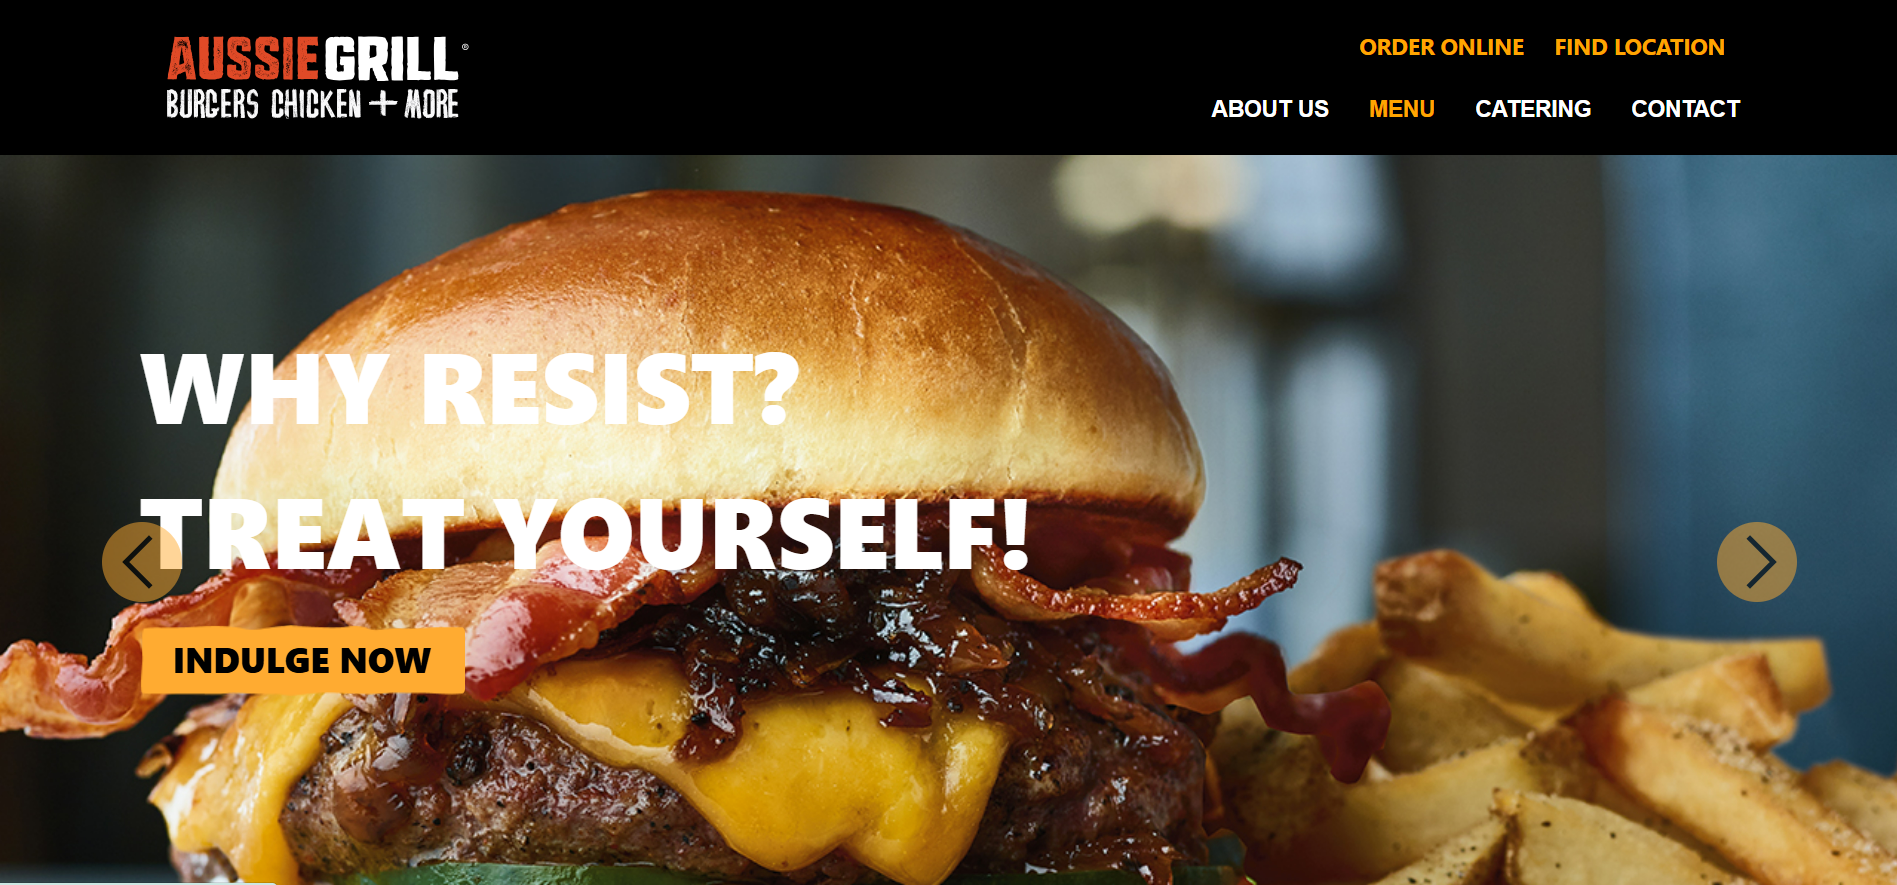 AUSSIE GRILL®
BURGERS CHICKEN + MORE
ORDER ONLINE FIND LOCATION
ABOUT US MENU CATERING CONTACT
WHY RESIST?
TREAT YOURSELF!
INDULGE NOW